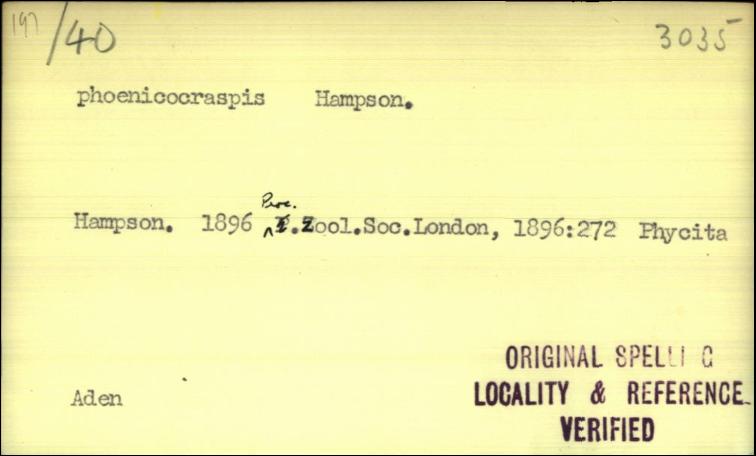 197/40 3035
phoenicocraspis Hampson.
Proc.
Hampson. 1896 P.Zool.Soc.London, 1896:272 Phycita
ORIGINAL SPELLI G
Aden LOCALITY & REFERENCE
VERIFIED